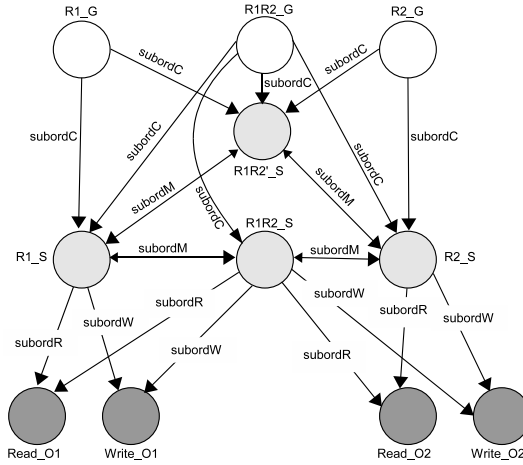 R1_G
R1R2_G
R2_G
subordC
subordC
subordC
subordC
subordC
subordC
subordC
subordC
R1R2'_S
subordM
subordM
R1_S
subordM
R1R2_S
subordM
R2_S
subordR
subordW
subordR
subordW
subordW
subordR
subordW
subordR
Read_O1
Write_O1
Read_O2
Write_O2